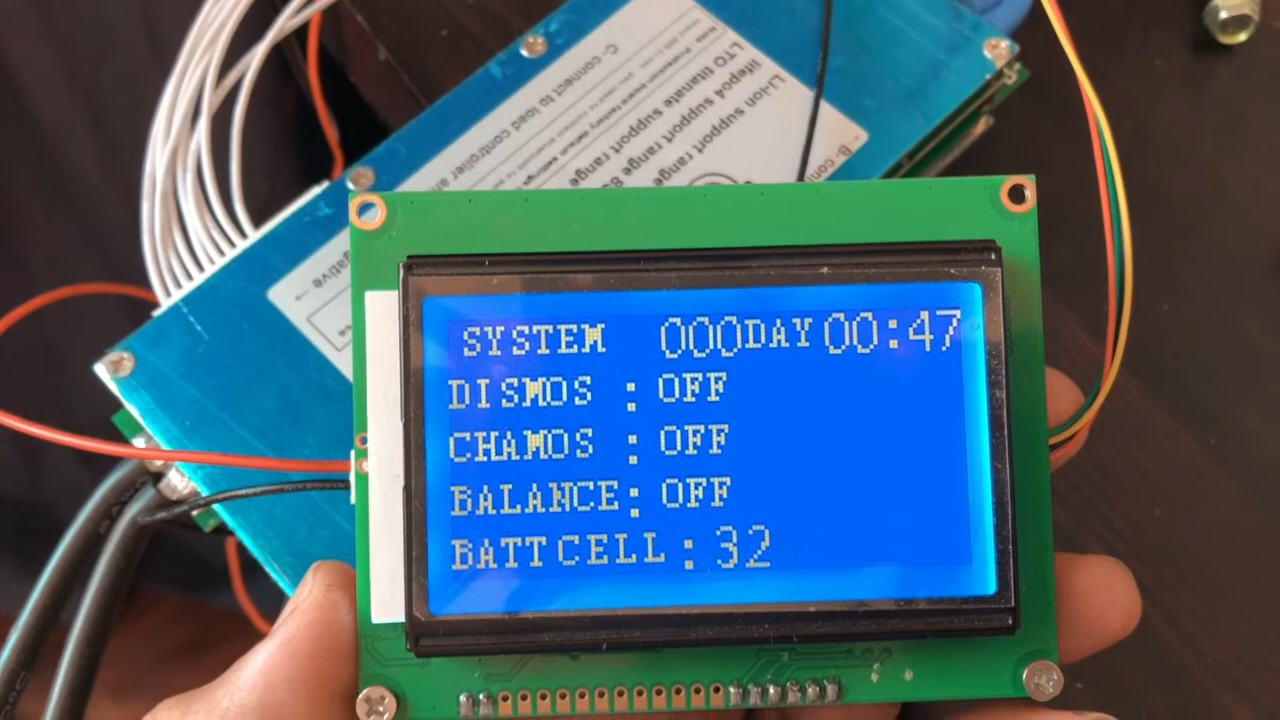 SYSTEM 000DAY 00:47
DISMOS : OFF
CHAMOS : OFF
BALANCE: OFF
BATTCELL : 32
Li-ion support range
lifepo4 support range 8S
LTO titanate support range
C- connect to load controller
B-